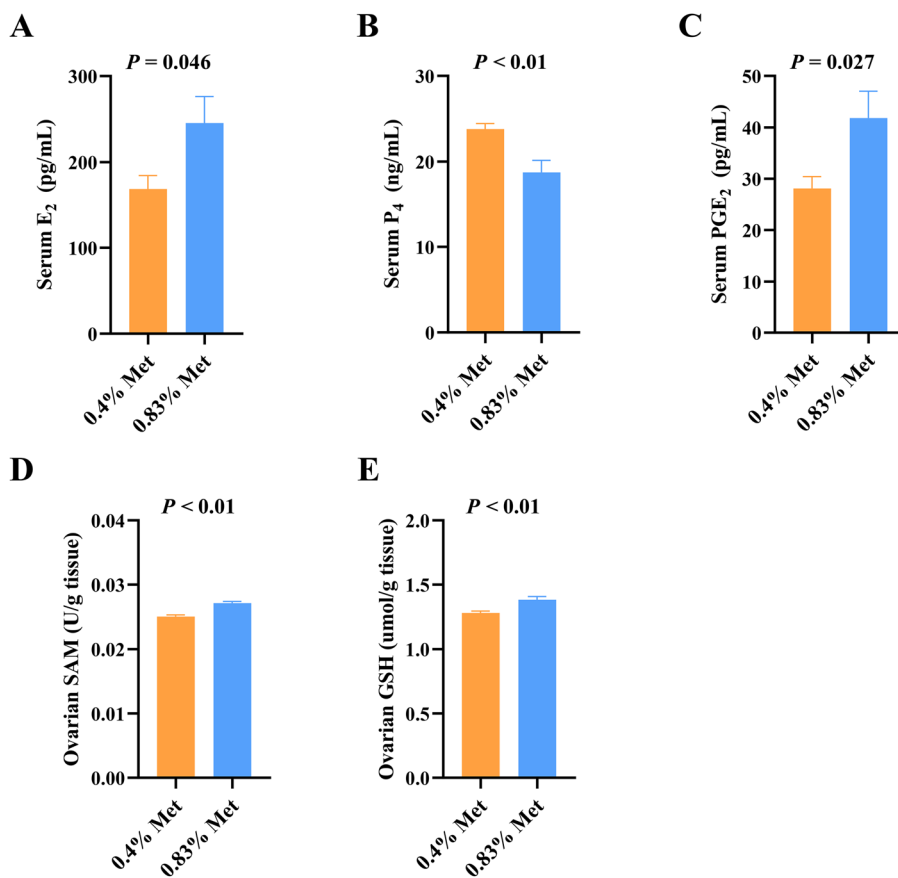 A
P = 0.046
Serum E₂ (pg/mL)
300
200
100
0
0.4% Met
0.83% Met
B
P < 0.01
Serum P₄ (ng/mL)
30
20
10
0
0.4% Met
0.83% Met
C
P = 0.027
Serum PGE₂ (pg/mL)
50
40
30
20
10
0
0.4% Met
0.83% Met
D
P < 0.01
Ovarian SAM (U/g tissue)
0.04
0.03
0.02
0.01
0.00
0.4% Met
0.83% Met
E
P < 0.01
Ovarian GSH (umol/g tissue)
2.0
1.5
1.0
0.5
0.0
0.4% Met
0.83% Met